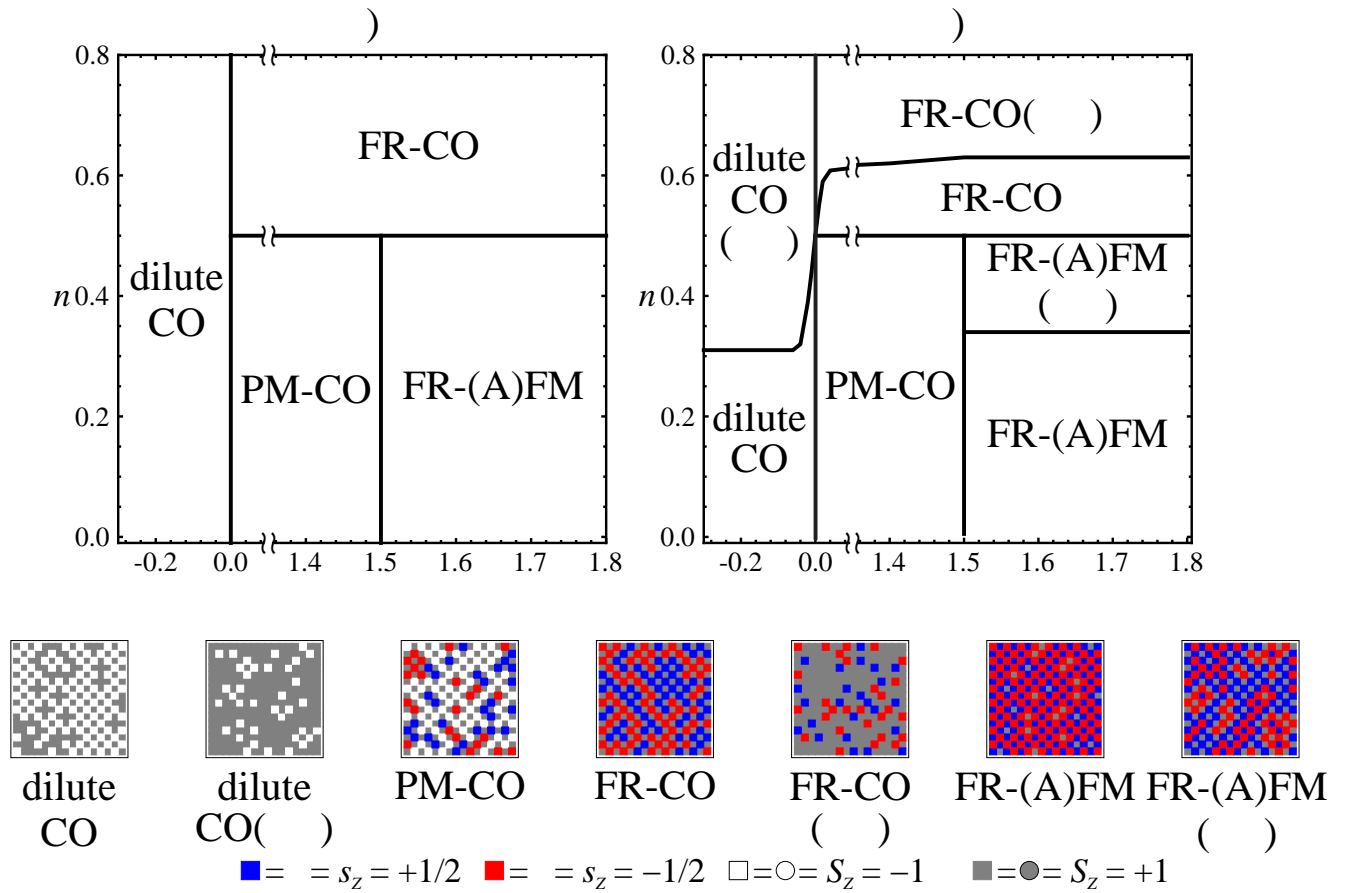 )
)
0.8
0.6
n 0.4
0.2
0.0
-0.2 0.0 1.4 1.5 1.6 1.7 1.8
FR-CO
dilute
CO
PM-CO
FR-(A)FM
0.8
0.6
n 0.4
0.2
0.0
-0.2 0.0 1.4 1.5 1.6 1.7 1.8
FR-CO( )
dilute
CO
( )
FR-CO
FR-(A)FM
( )
PM-CO
dilute
CO
FR-(A)FM
dilute
CO
dilute
CO( )
PM-CO
FR-CO
FR-CO
( )
FR-(A)FM
FR-(A)FM
( )
= = sz = +1/2 = = sz = −1/2 = = Sz = −1 = = Sz = +1